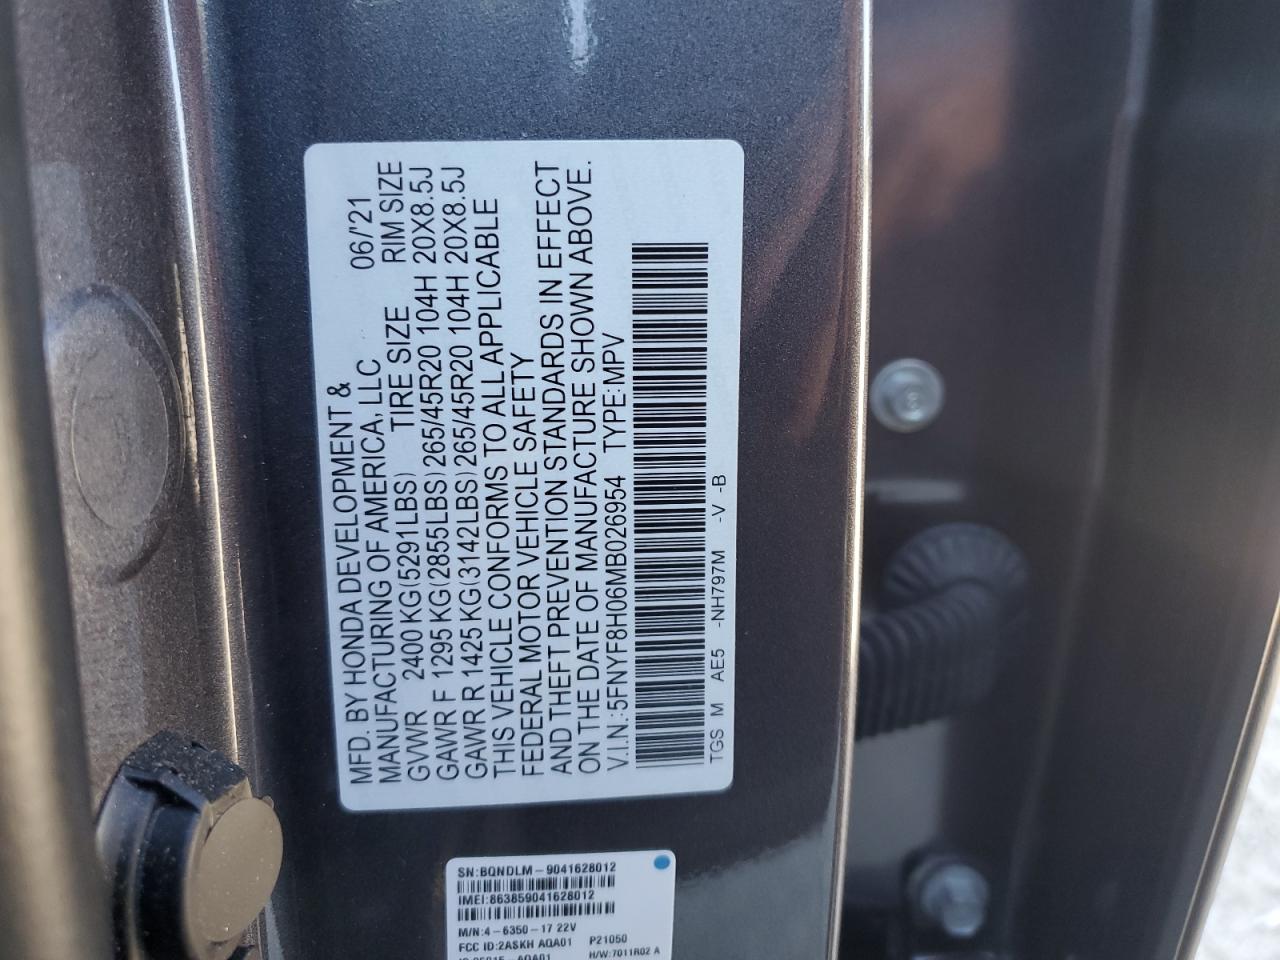 MFD. BY HONDA DEVELOPMENT &
MANUFACTURING OF AMERICA, LLC 06/'21
GVWR 2400 KG(5291LBS) TIRE SIZE RIM SIZE
GAWR F 1295 KG(2855LBS) 265/45R20 104H 20X8.5J
GAWR R 1425 KG(3142LBS) 265/45R20 104H 20X8.5J
THIS VEHICLE CONFORMS TO ALL APPLICABLE
FEDERAL MOTOR VEHICLE SAFETY
AND THEFT PREVENTION STANDARDS IN EFFECT
ON THE DATE OF MANUFACTURE SHOWN ABOVE.
V.I.N.:5FNYF8H06MB026954 TYPE:MPV
TGS M AE5 -NH797M -V -B
SN:BQNDLM-9041628012
IMEI:863859041628012
M/N:4-6350-17 22V
FCC ID:2ASKH AQA01 P21050
H/W:7011R02 A